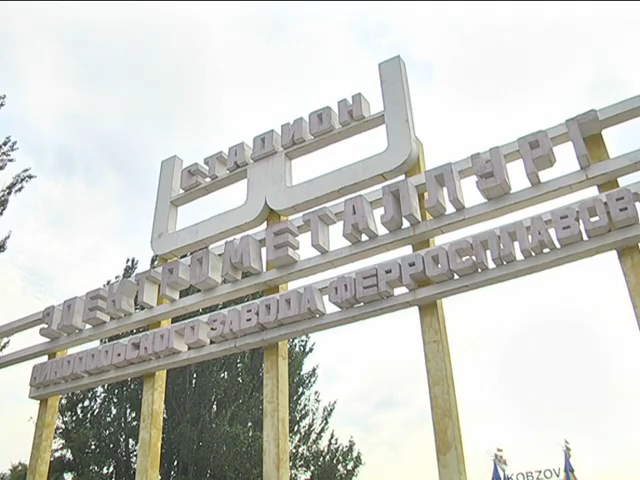 СТАДИОН
ЭЛЕКТРОМЕТАЛЛУРГ
НИКОПОЛЬСКОГО ЗАВОДА ФЕРРОСПЛАВОВ
KOBZOV